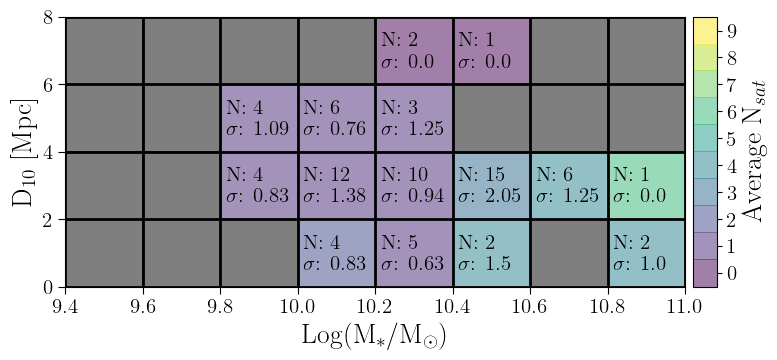 8
6
4
2
0
D₁₀ [Mpc]
N: 2
σ: 0.0
N: 1
σ: 0.0
N: 4
σ: 1.09
N: 6
σ: 0.76
N: 3
σ: 1.25
N: 4
σ: 0.83
N: 12
σ: 1.38
N: 10
σ: 0.94
N: 15
σ: 2.05
N: 6
σ: 1.25
N: 1
σ: 0.0
N: 4
σ: 0.83
N: 5
σ: 0.63
N: 2
σ: 1.5
N: 2
σ: 1.0
9.4 9.6 9.8 10.0 10.2 10.4 10.6 10.8 11.0
Log(M*/M⊙)
9
8
7
6
5
4
3
2
1
0
Average N_sat